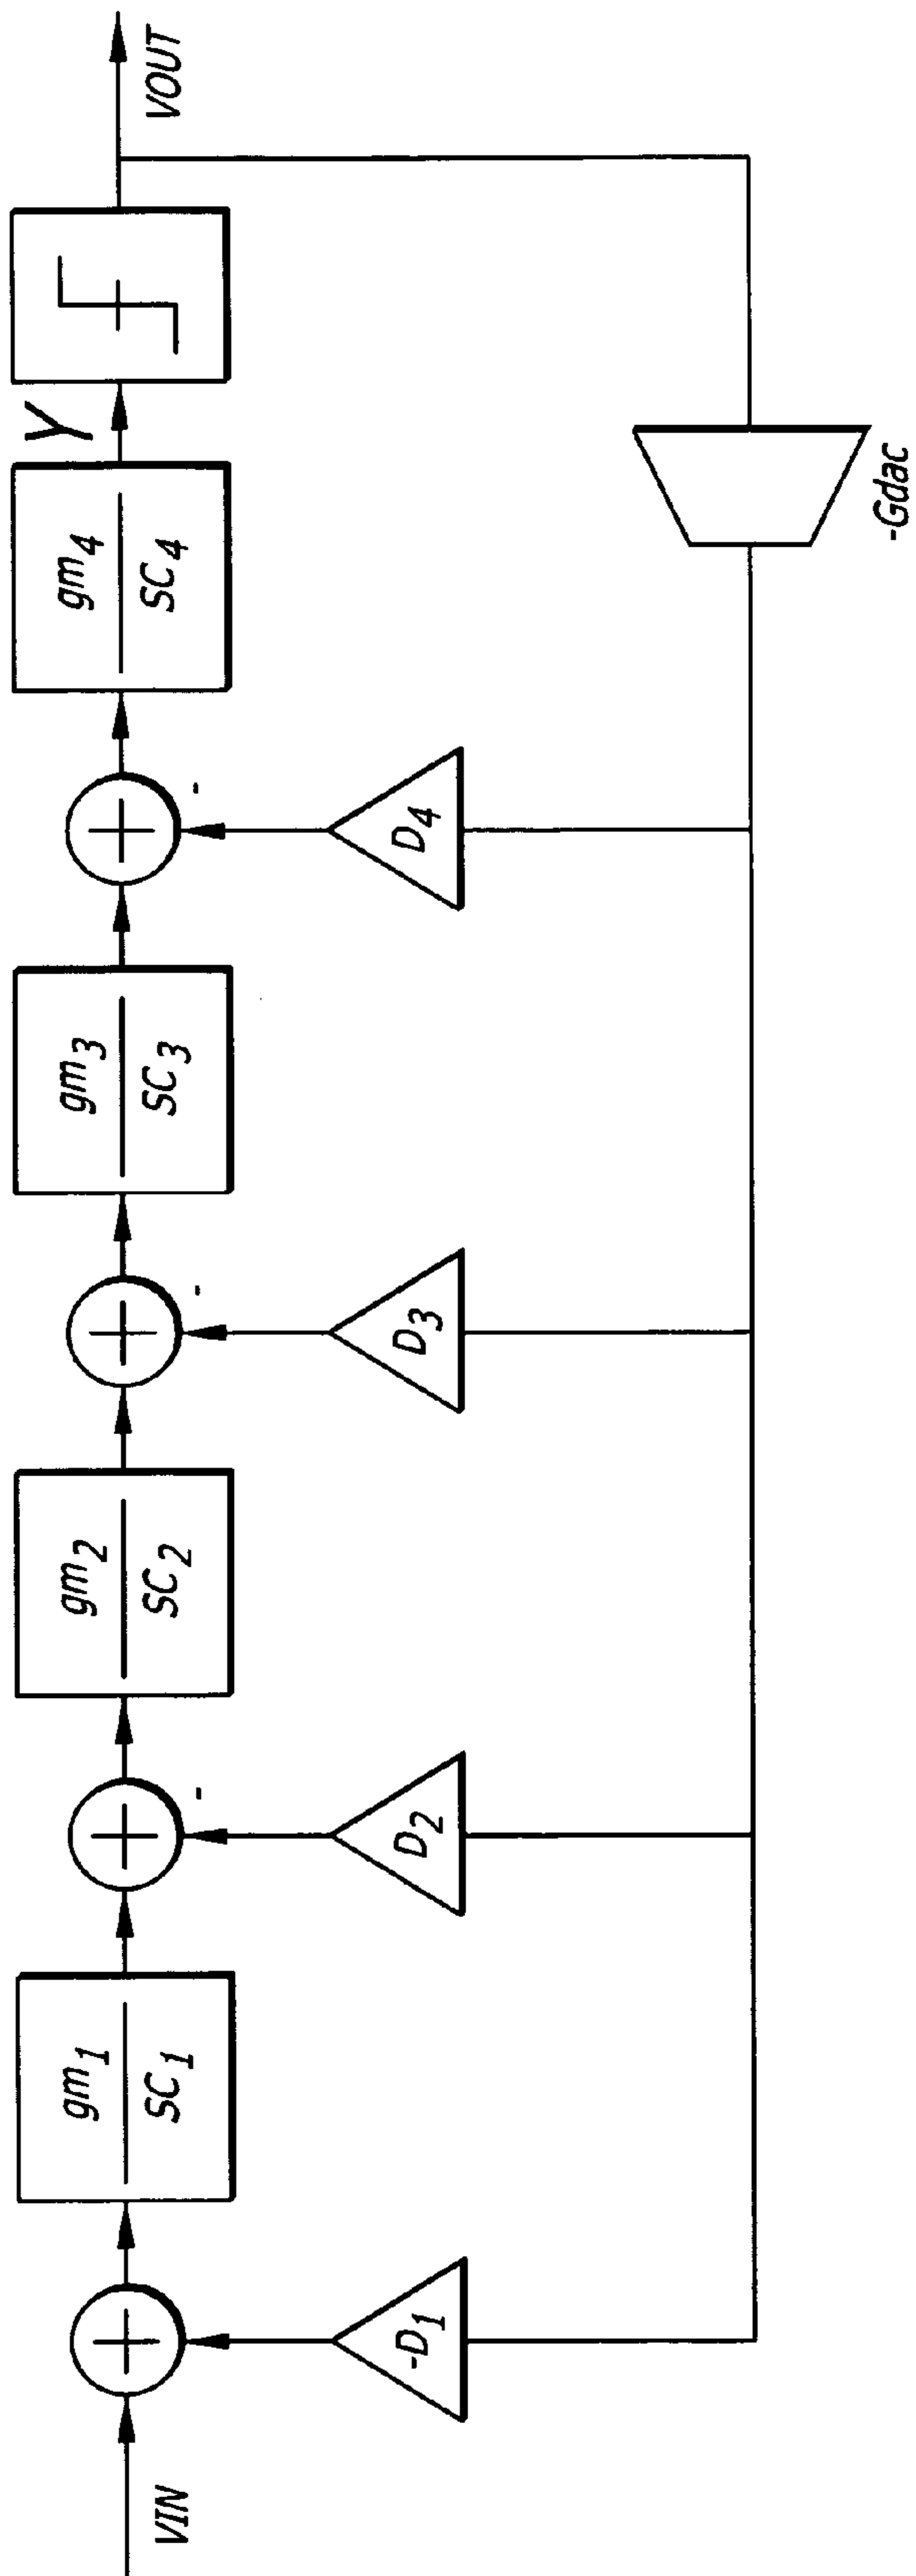 VIN
gm1
SC1
gm2
SC2
gm3
SC3
gm4
SC4
Y
VOUT
-
-
-
-D1
D2
D3
D4
-Gdac